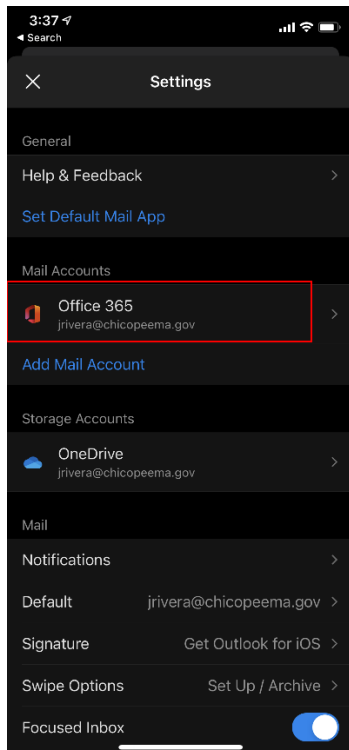 3:37
◀ Search
Settings
General
Help & Feedback
Set Default Mail App
Mail Accounts
Office 365
jrivera@chicopeema.gov
Add Mail Account
Storage Accounts
OneDrive
jrivera@chicopeema.gov
Mail
Notifications
Default jrivera@chicopeema.gov
Signature Get Outlook for iOS
Swipe Options Set Up / Archive
Focused Inbox